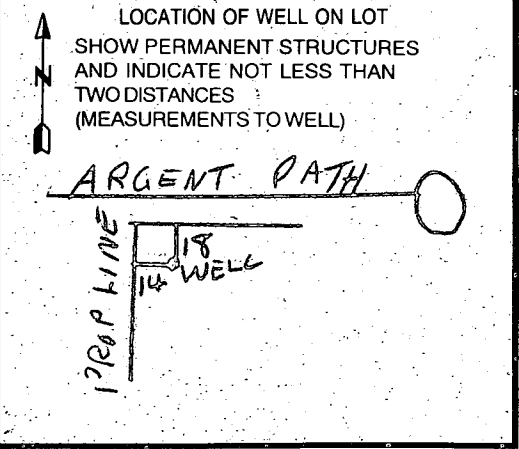 LOCATION OF WELL ON LOT
SHOW PERMANENT STRUCTURES
AND INDICATE NOT LESS THAN
TWO DISTANCES
(MEASUREMENTS TO WELL)
N
ARGENT PATH
PROP LINE
18
WELL
14